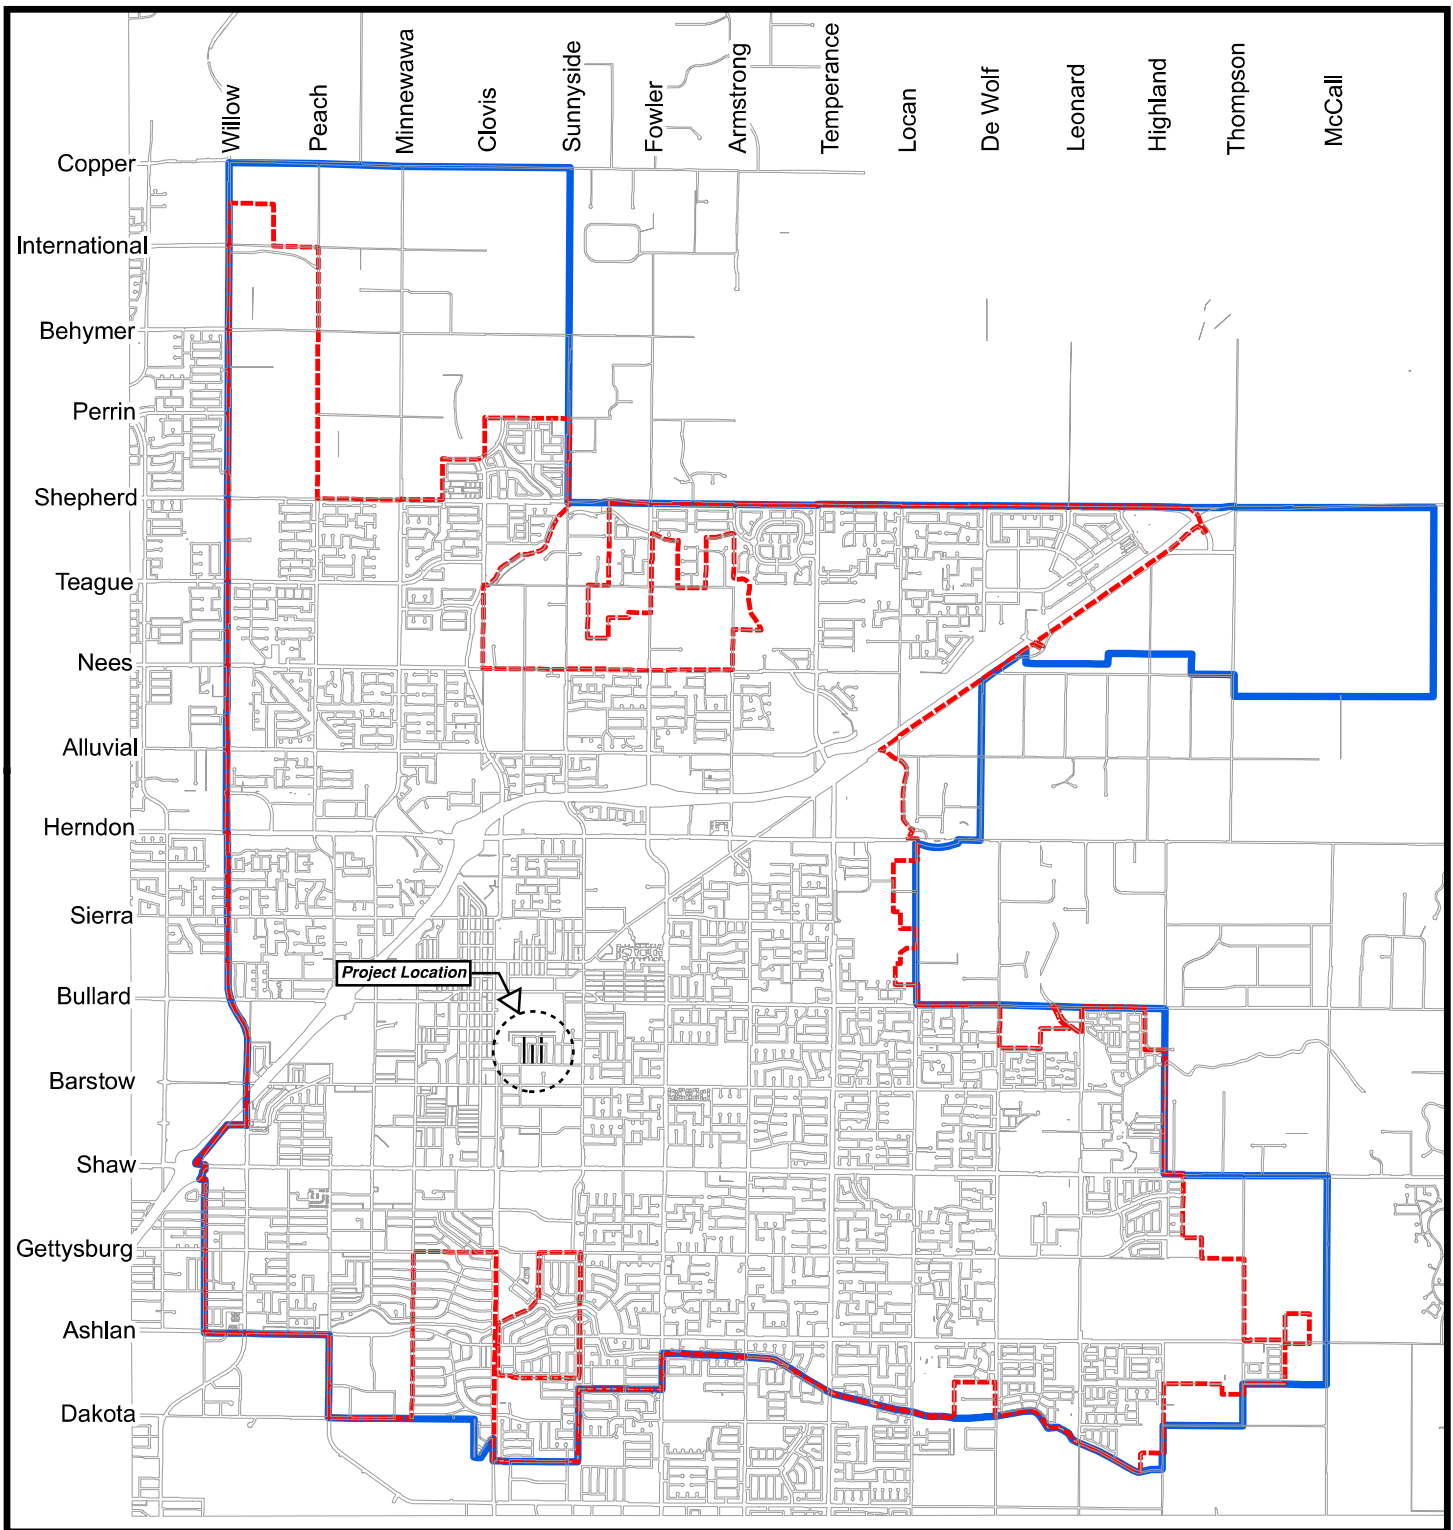 Willow
Peach
Minnewawa
Clovis
Sunnyside
Fowler
Armstrong
Temperance
Locan
De Wolf
Leonard
Highland
Thompson
McCall
Copper
International
Behymer
Perrin
Shepherd
Teague
Nees
Alluvial
Herndon
Sierra
Project Location
Bullard
Barstow
Shaw
Gettysburg
Ashlan
Dakota